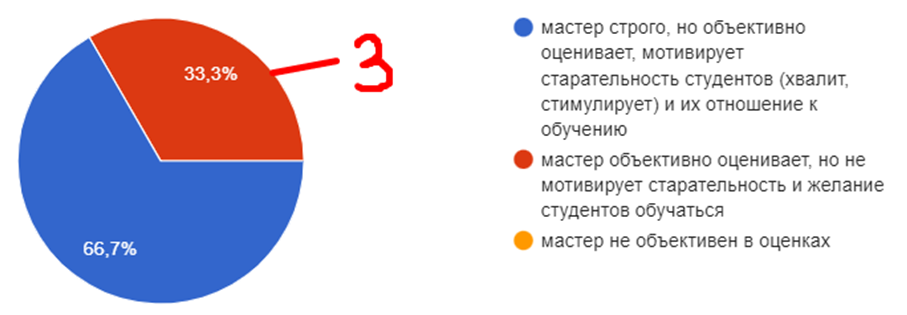 33,3%
3
66,7%
мастер строго, но объективно
оценивает, мотивирует
старательность студентов (хвалит,
стимулирует) и их отношение к
обучению
мастер объективно оценивает, но не
мотивирует старательность и желание
студентов обучаться
мастер не объективен в оценках